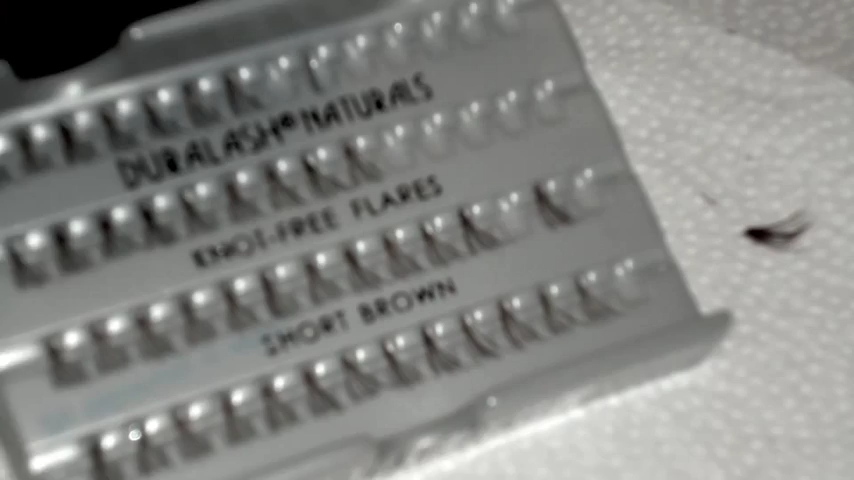 DURALASH® NATURALS
KNOT-FREE FLARES
SHORT BROWN